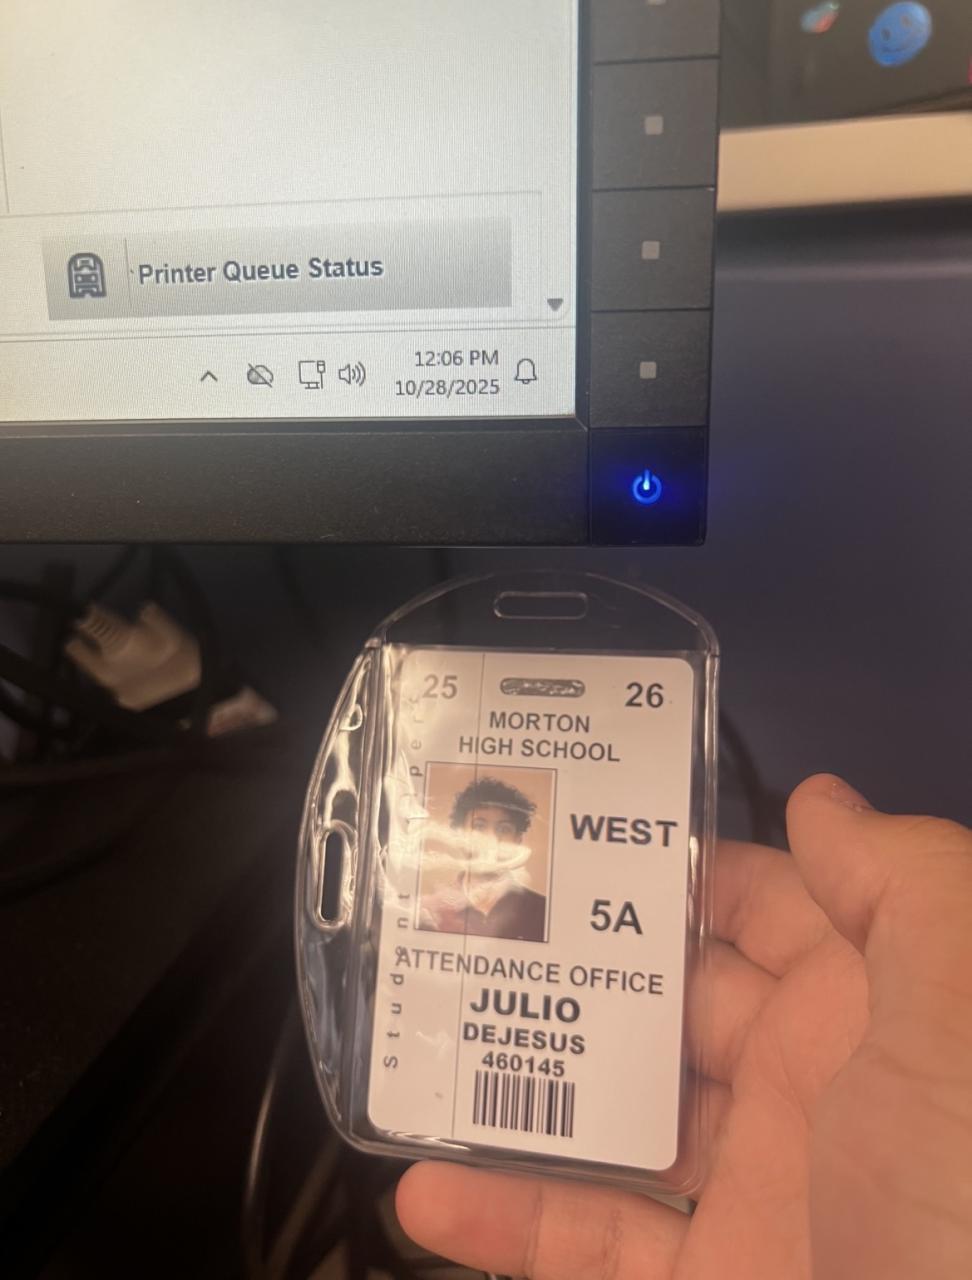 Printer Queue Status
12:06 PM
10/28/2025
25 26
MORTON
HIGH SCHOOL
WEST
5A
ATTENDANCE OFFICE
JULIO
DEJESUS
460145
Student